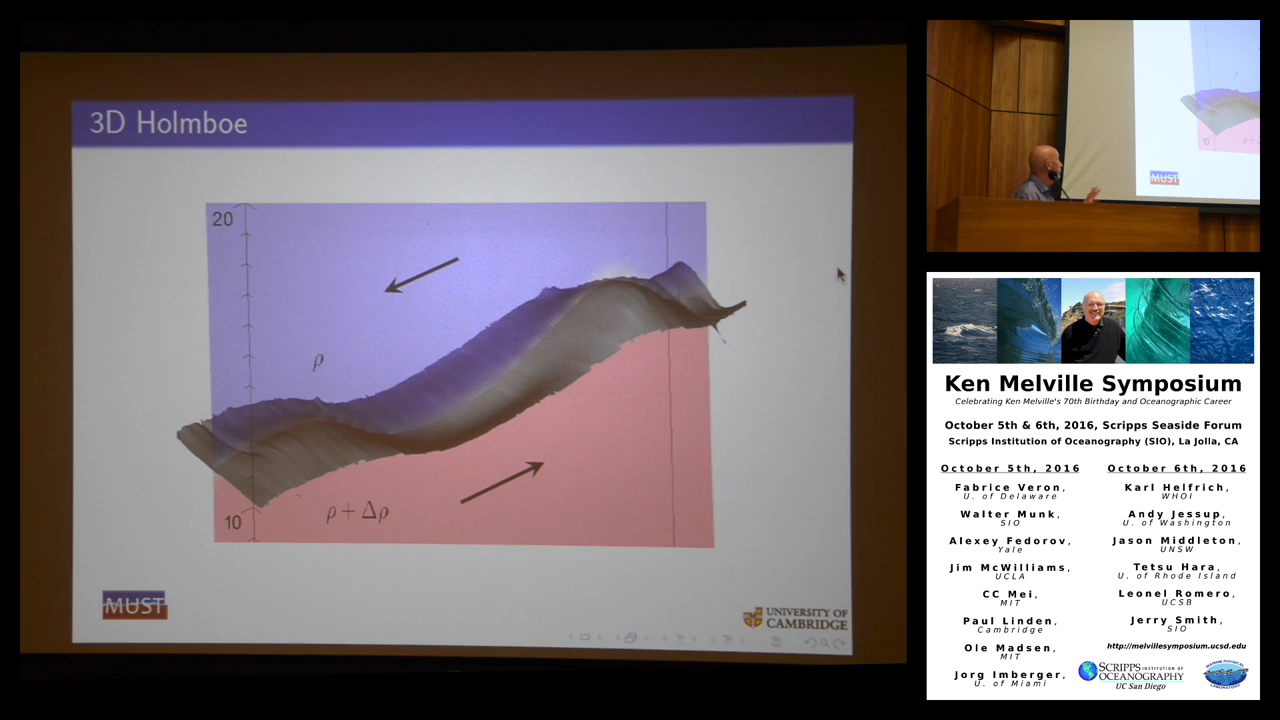 3D Holmboe
20
ρ
ρ + Δρ
10
MUST
UNIVERSITY OF
CAMBRIDGE
10
MUST
Ken Melville Symposium
Celebrating Ken Melville's 70th Birthday and Oceanographic Career
October 5th & 6th, 2016, Scripps Seaside Forum
Scripps Institution of Oceanography (SIO), La Jolla, CA
October 5th, 2016
Fabrice Veron,
U. of Delaware
Walter Munk,
SIO
Alexey Fedorov,
Yale
Jim McWilliams,
UCLA
CC Mei,
MIT
Paul Linden,
Cambridge
Ole Madsen,
MIT
Jorg Imberger,
U. of Miami
October 6th, 2016
Karl Helfrich,
WHOI
Andy Jessup,
U. of Washington
Jason Middleton,
UNSW
Tetsu Hara,
U. of Rhode Island
Leonel Romero,
UCSB
Jerry Smith,
SIO
http://melvillesymposium.ucsd.edu
SCRIPPS INSTITUTION OF
OCEANOGRAPHY
UC San Diego